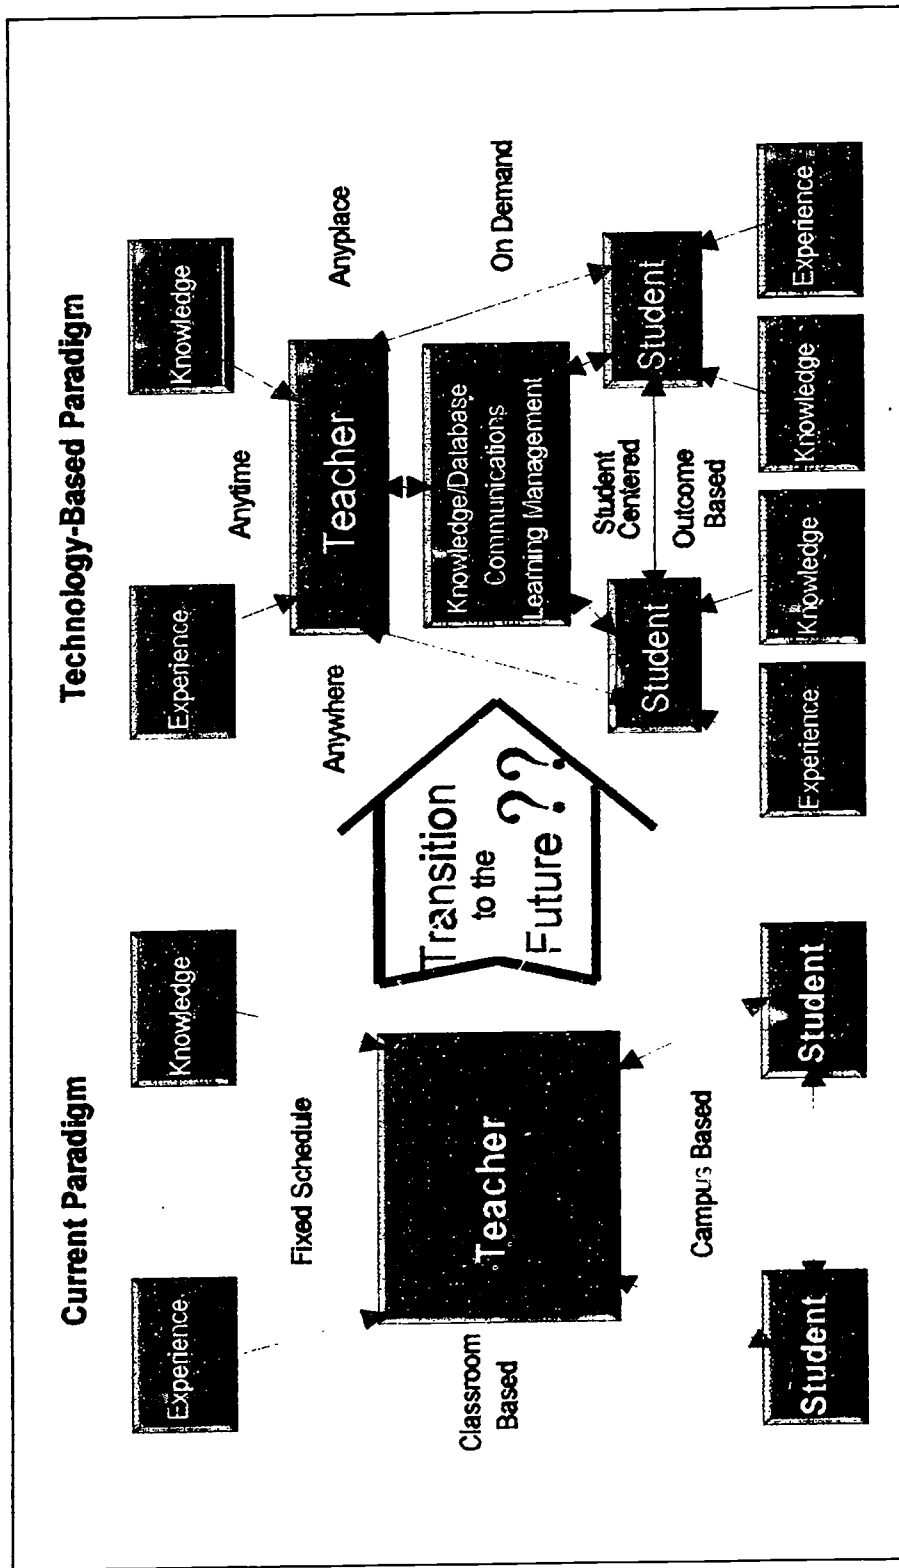 Current Paradigm
Experience
Knowledge
Fixed Schedule
Classroom
Based
Teacher
Campus Based
Student
Student
Transition
to the
Future ??
Technology-Based Paradigm
Experience
Knowledge
Anytime
Anywhere
Anyplace
Teacher
Knowledge/Database
Communications
Learning Management
On Demand
Student
Centered
Outcome
Based
Student
Student
Experience
Knowledge
Knowledge
Experience